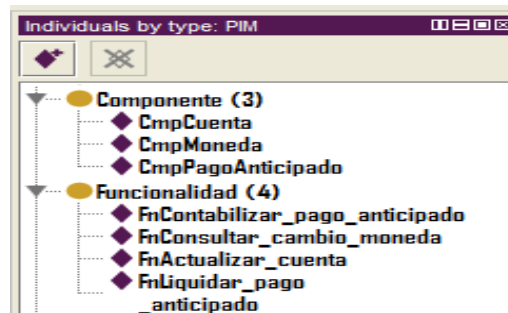 Individuals by type: PIM
Componente (3)
CmpCuenta
CmpMoneda
CmpPagoAnticipado
Funcionalidad (4)
FnContabilizar_pago_anticipado
FnConsultar_cambio_moneda
FnActualizar_cuenta
FnLiquidar_pago
_anticipado